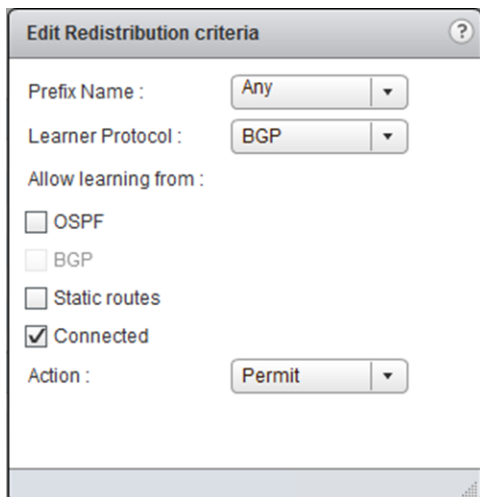 Edit Redistribution criteria ?
Prefix Name : Any
Learner Protocol : BGP
Allow learning from :
OSPF
BGP
Static routes
Connected
Action : Permit